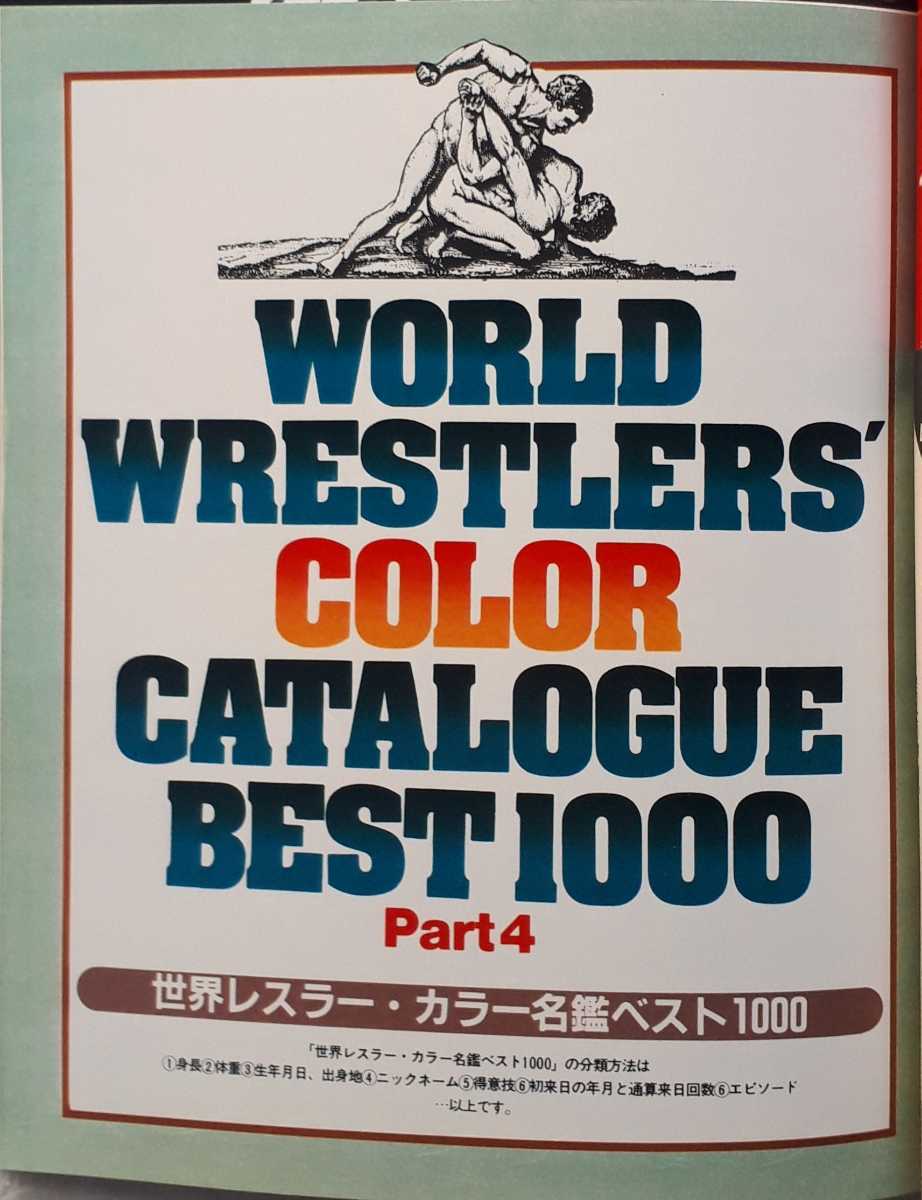 WORLD
WRESTLERS'
COLOR
CATALOGUE
BEST 1000
Part4
世界レスラー・カラー名鑑ベスト1000
「世界レスラー・カラー名鑑ベスト1000」の分類方法は
①身長②体重③生年月日、出身地④ニックネーム⑤得意技⑥初来日の年月と通算来日回数⑥エピソード
…以上です。